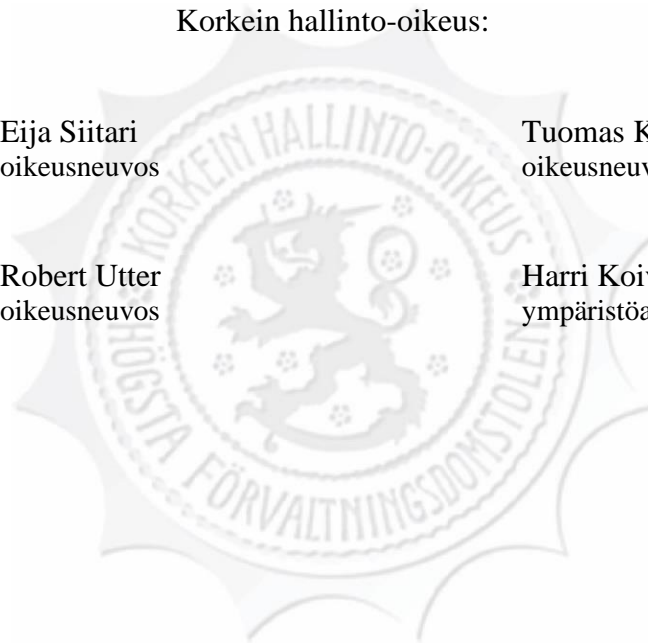 Korkein hallinto-oikeus:
Eija Siitari
oikeusneuvos
Tuomas
Robert Utter
oikeusneuvos
Harri
KORKEIN HALLINTO-OIKEUS
HÖGSTA FÖRVALTNINGSDOMSTOLEN